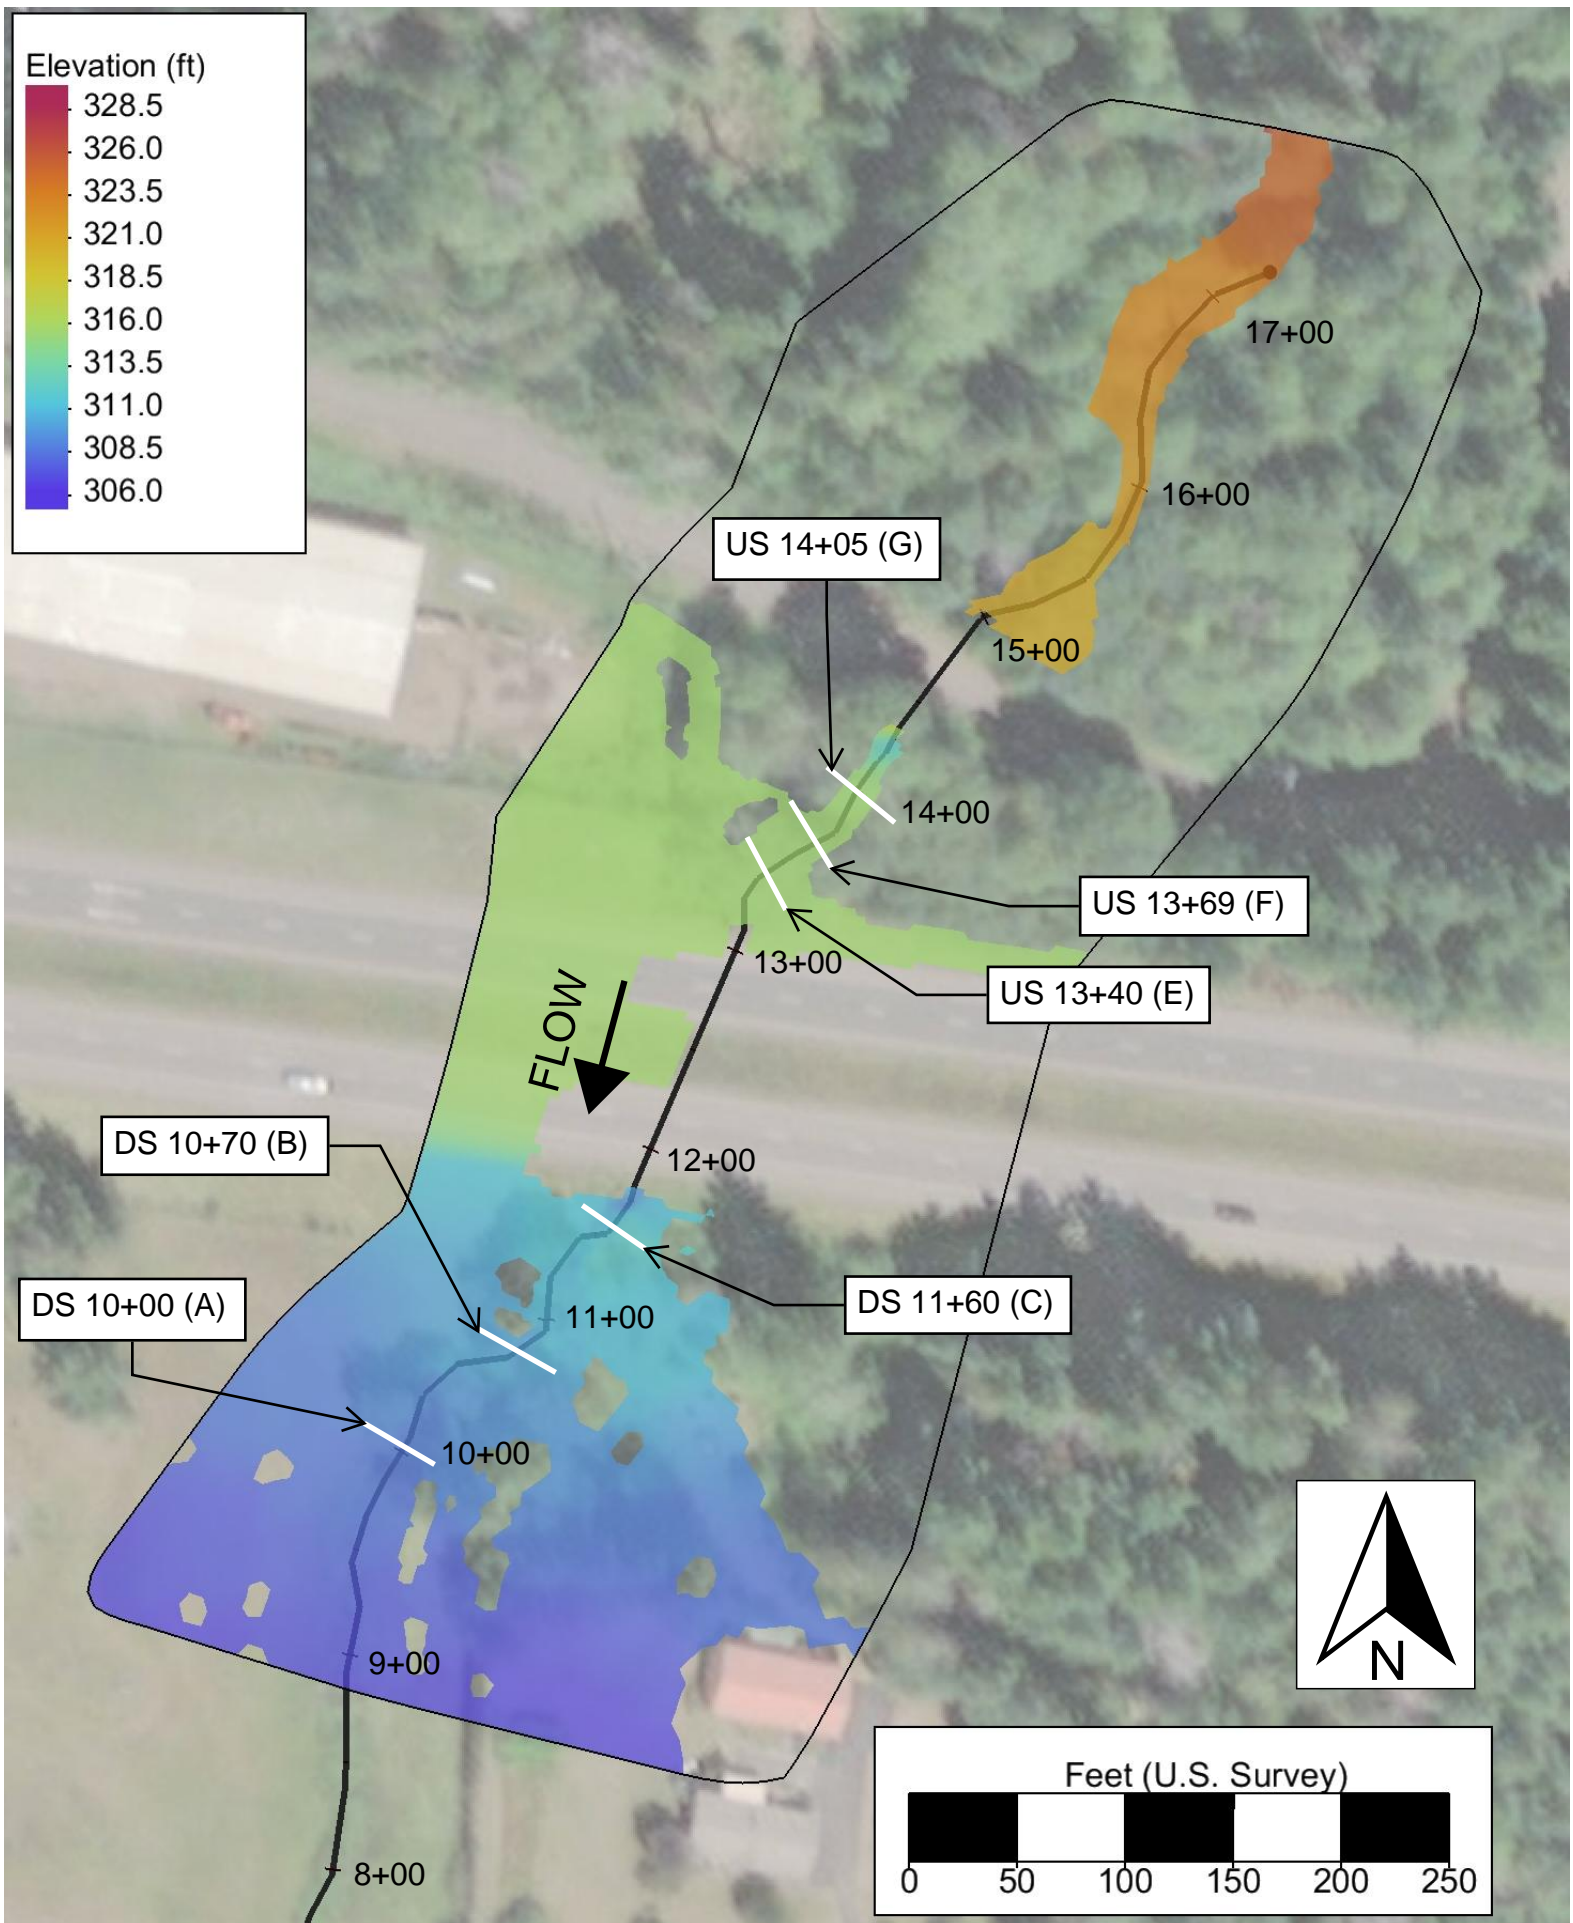 Elevation (ft)
328.5
326.0
323.5
321.0
318.5
316.0
313.5
311.0
308.5
306.0
17+00
16+00
US 14+05 (G)
15+00
14+00
US 13+69 (F)
13+00
US 13+40 (E)
FLOW
DS 10+70 (B)
12+00
DS 10+00 (A)
DS 11+60 (C)
11+00
10+00
9+00
N
Feet (U.S. Survey)
0 50 100 150 200 250
8+00